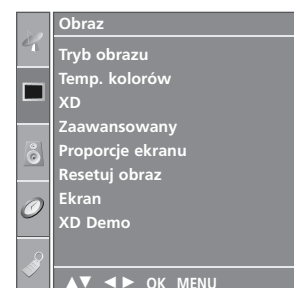 Obraz
Tryb obrazu
Temp. kolorów
XD
Zaawansowany
Proporcje ekranu
Resetuj obraz
Ekran
XD Demo
▲▼ ◄► OK MENU